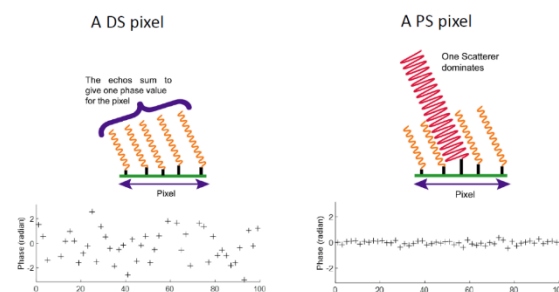 A DS pixel
The echos sum to
give one phase value
for the pixel
Pixel
Phase (radian)
2
0
-2
0
20
40
60
80
100
A PS pixel
One Scatterer
dominates
Pixel
Phase (radian)
2
0
-2
0
20
40
60
80
100